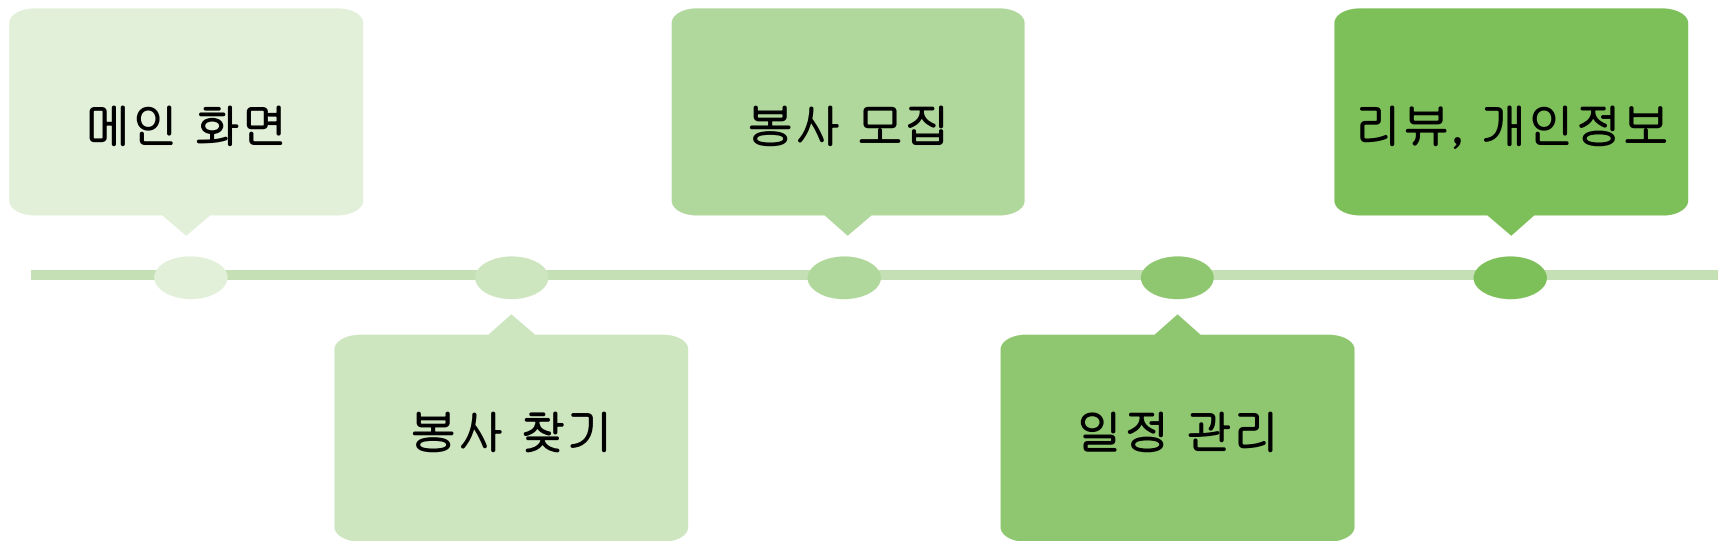 메인 화면
봉사 찾기
봉사 모집
일정 관리
리뷰, 개인정보